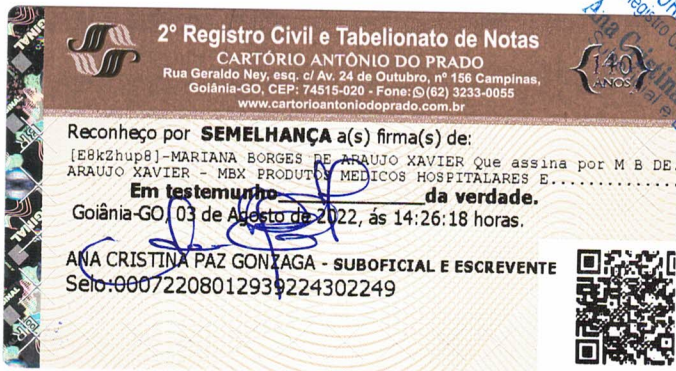 2º Registro Civil e Tabelionato de Notas
CARTÓRIO ANTÔNIO DO PRADO
Rua Geraldo Ney, esq. c/ Av. 24 de Outubro, nº 156 Campinas,
Goiânia-GO, CEP: 74515-020 - Fone: (62) 3233-0055
www.cartorioantoniodoprado.com.br
140
ANOS
Reconheço por SEMELHANÇA a(s) firma(s) de:
[E8kZhup8]-MARIANA BORGES DE ARAUJO XAVIER Que assina por M B DE
ARAUJO XAVIER - MBX PRODUTOS MEDICOS HOSPITALARES E..............
Em testemunho______________da verdade.
Goiânia-GO, 03 de Agosto de 2022, ás 14:26:18 horas.
ANA CRISTINA PAZ GONZAGA - SUBOFICIAL E ESCREVENTE
Selo:00072208012939224302249